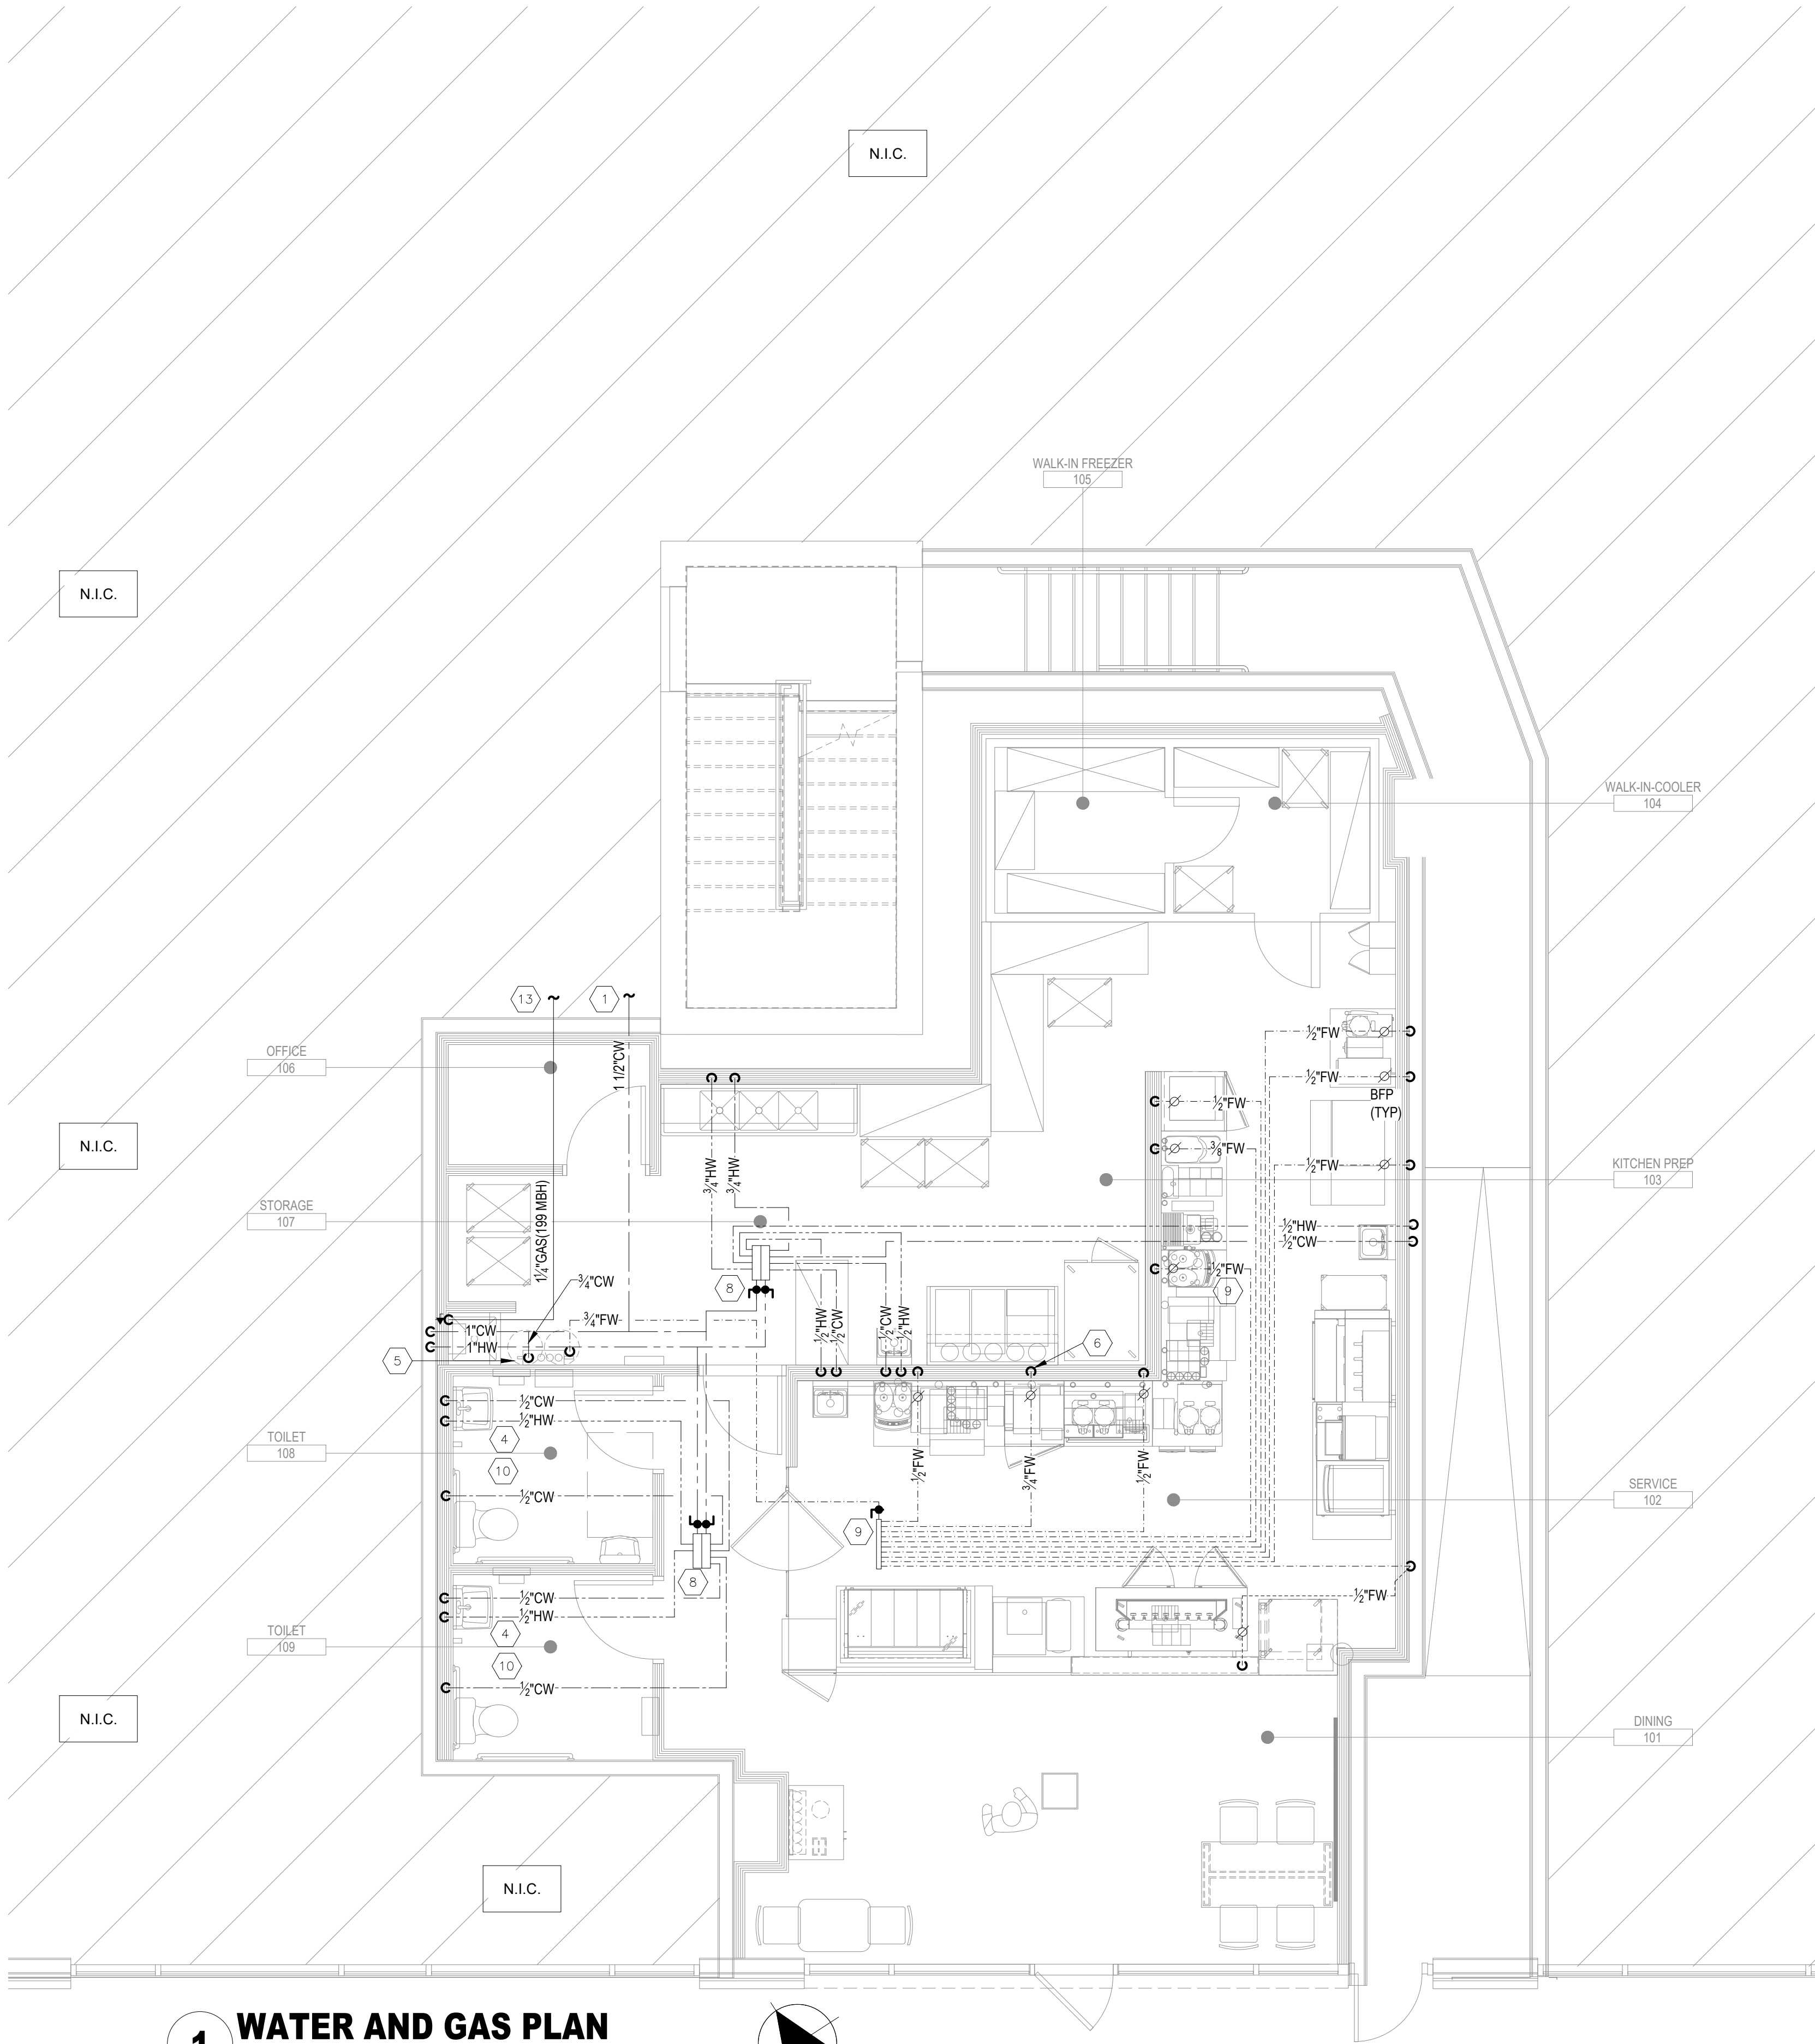 N.I.C.
WALK-IN FREEZER
105
N.I.C.
WALK-IN-COOLER
104
13
1
OFFICE
106
1 1/2"CW
½"FW
½"FW
BFP
(TYP)
½"FW
⅜"FW
½"FW
N.I.C.
KITCHEN PREP
103
¾"HW
¾"HW
1¼"GAS(199 MBH)
STORAGE
107
½"HW
½"CW
¾"CW
8
½"FW
9
¾"FW
½"HW
½"CW
½"CW
½"HW
1"CW
1"HW
5
6
½"CW
½"HW
4
TOILET
108
10
½"FW
¾"FW
½"FW
½"CW
SERVICE
102
9
8
½"CW
½"HW
½"FW
4
TOILET
109
10
½"CW
N.I.C.
DINING
101
N.I.C.
1
WATER AND GAS PLAN